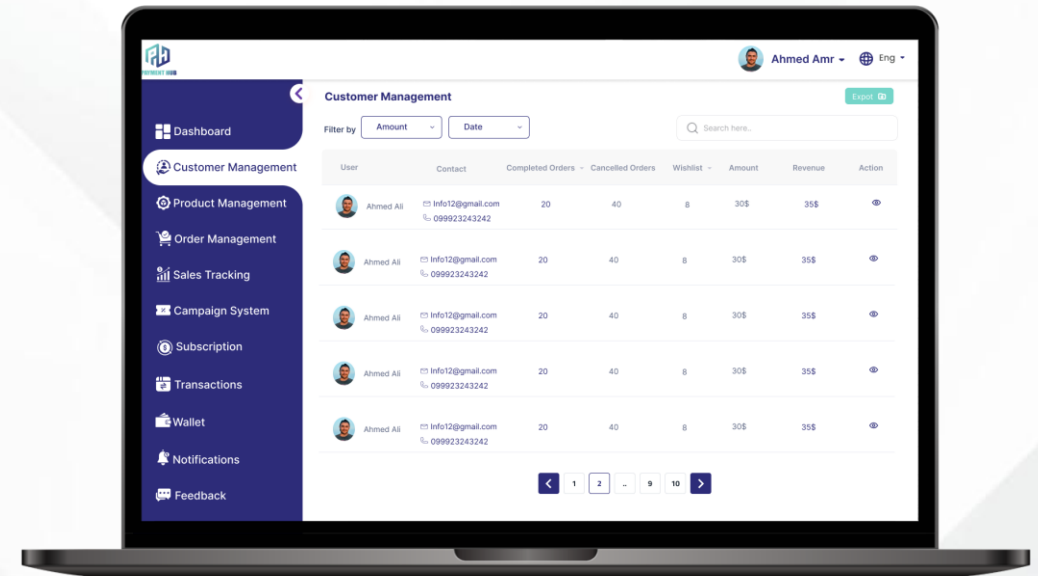 PH
PAYMENT HUB
Ahmed Amr
Eng
Customer Management
Expot
Filter by
Amount
Date
Search here..
Dashboard
Customer Management
Product Management
Order Management
Sales Tracking
Campaign System
Subscription
Transactions
Wallet
Notifications
Feedback
User Contact Completed Orders Cancelled Orders Wishlist Amount Revenue Action
Ahmed Ali Info12@gmail.com 20 40 8 30$ 35$
099923243242
Ahmed Ali Info12@gmail.com 20 40 8 30$ 35$
099923243242
Ahmed Ali Info12@gmail.com 20 40 8 30$ 35$
099923243242
Ahmed Ali Info12@gmail.com 20 40 8 30$ 35$
099923243242
Ahmed Ali Info12@gmail.com 20 40 8 30$ 35$
099923243242
1 2 .. 9 10